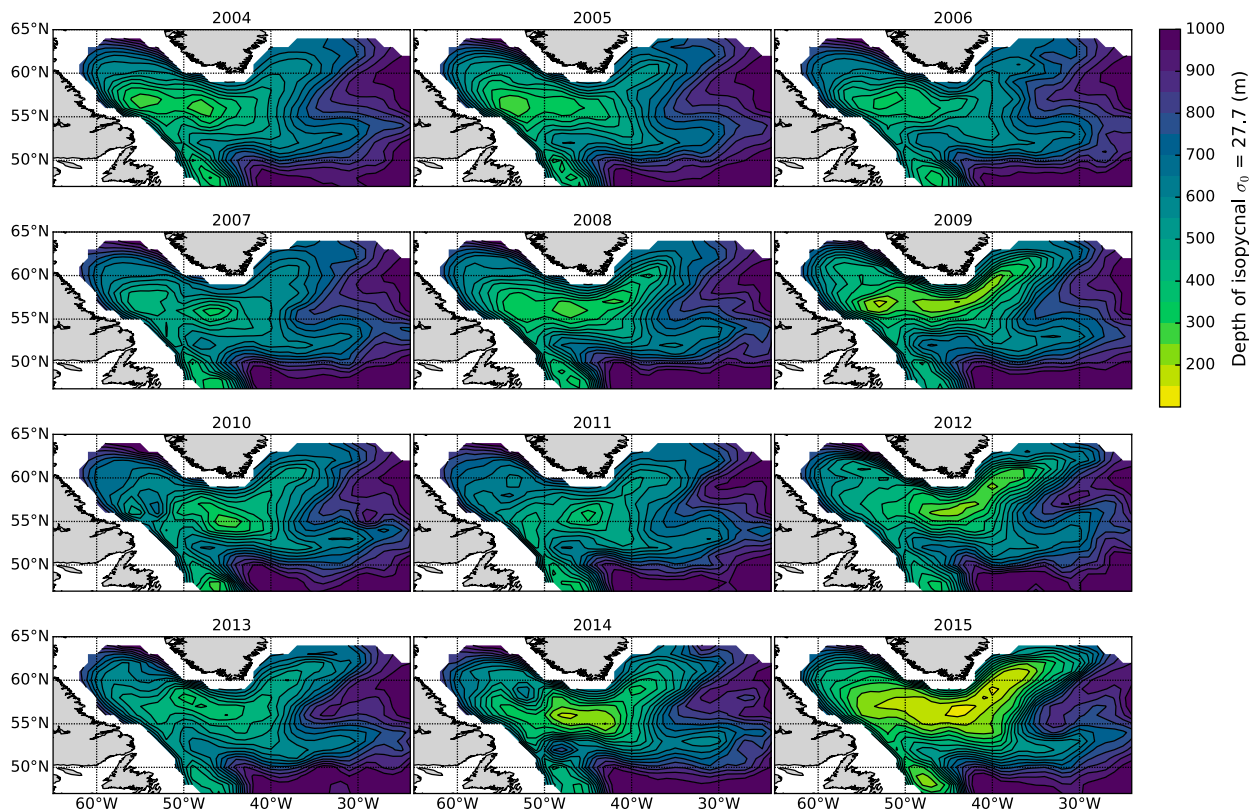 2004 2005 2006
65°N
60°N
55°N
50°N
2007 2008 2009
65°N
60°N
55°N
50°N
2010 2011 2012
65°N
60°N
55°N
50°N
2013 2014 2015
65°N
60°N
55°N
50°N
60°W 50°W 40°W 30°W 60°W 50°W 40°W 30°W 60°W 50°W 40°W 30°W
1000
900
800
700
600
500
400
300
200
Depth of isopycnal σ₀ = 27.7 (m)